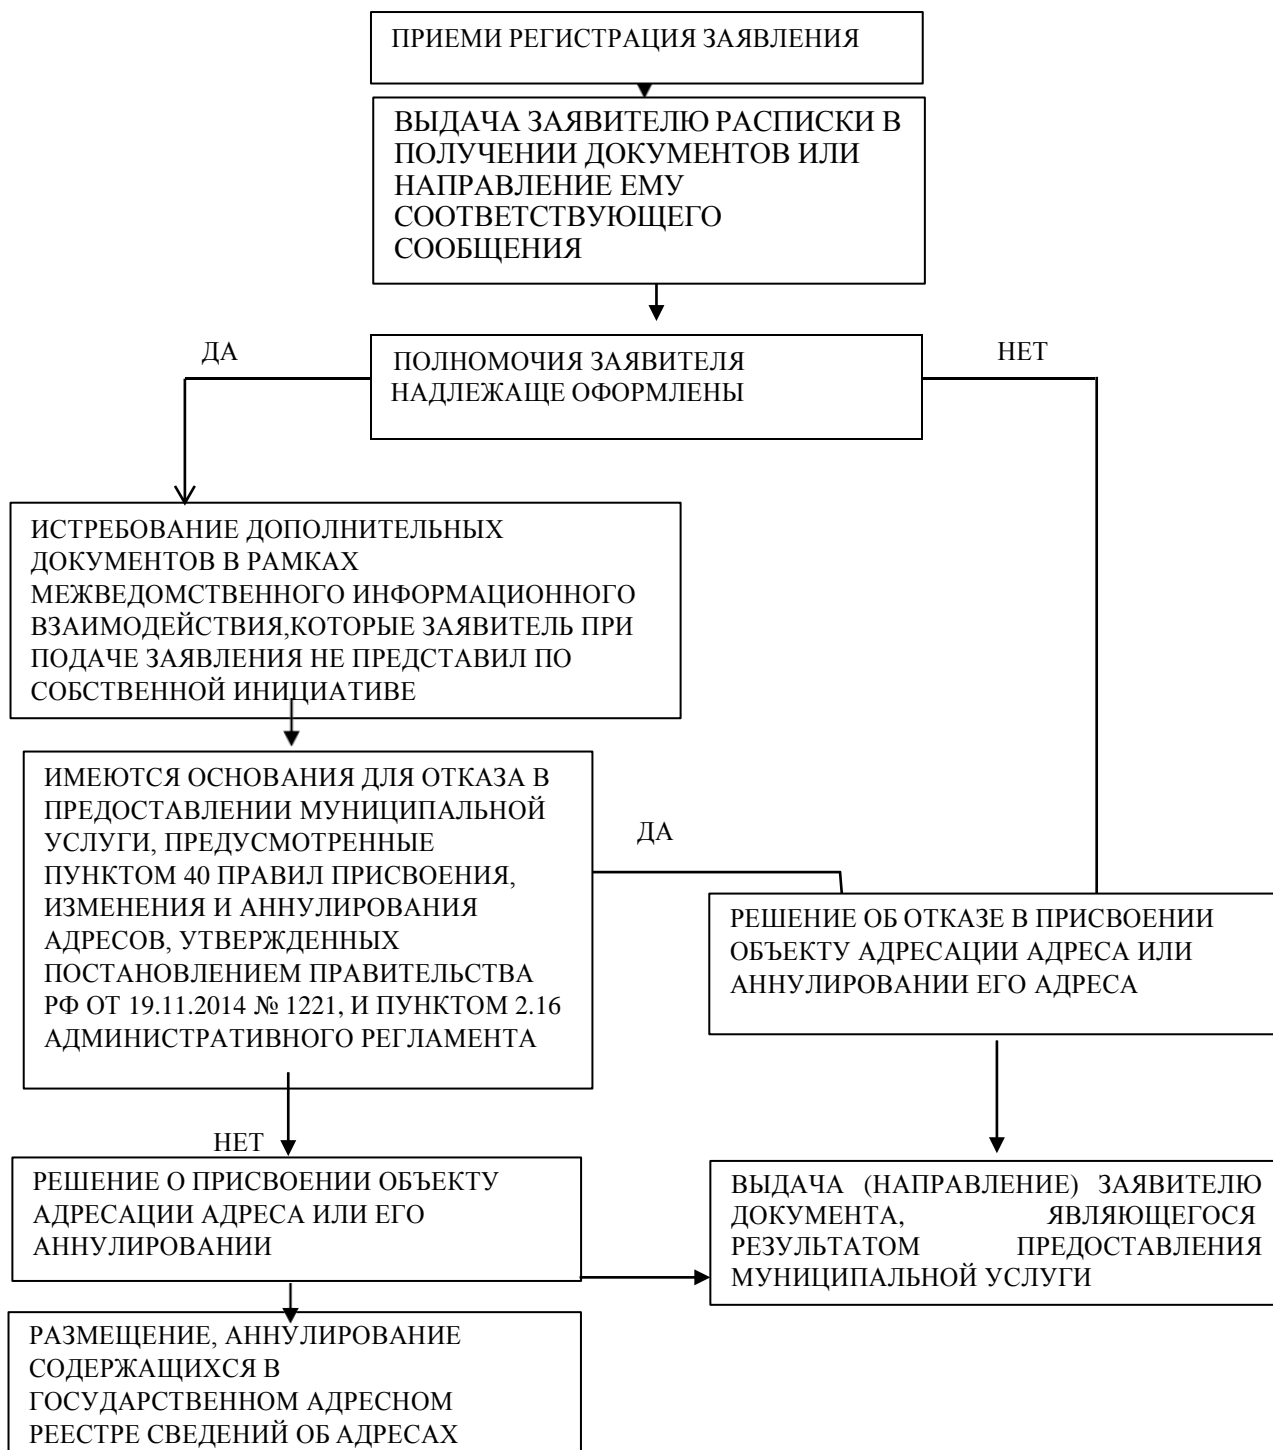 ПРИЕМИ РЕГИСТРАЦИЯ ЗАЯВЛЕНИЯ
ВЫДАЧА ЗАЯВИТЕЛЮ РАСПИСКИ В
ПОЛУЧЕНИИ ДОКУМЕНТОВ ИЛИ
НАПРАВЛЕНИЕ ЕМУ
СООТВЕТСТВУЮЩЕГО
СООБЩЕНИЯ
ДА
НЕТ
ПОЛНОМОЧИЯ ЗАЯВИТЕЛЯ
НАДЛЕЖАЩЕ ОФОРМЛЕНЫ
ИСТРЕБОВАНИЕ ДОПОЛНИТЕЛЬНЫХ
ДОКУМЕНТОВ В РАМКАХ
МЕЖВЕДОМСТВЕННОГО ИНФОРМАЦИОННОГО
ВЗАИМОДЕЙСТВИЯ,КОТОРЫЕ ЗАЯВИТЕЛЬ ПРИ
ПОДАЧЕ ЗАЯВЛЕНИЯ НЕ ПРЕДСТАВИЛ ПО
СОБСТВЕННОЙ ИНИЦИАТИВЕ
ИМЕЮТСЯ ОСНОВАНИЯ ДЛЯ ОТКАЗА В
ПРЕДОСТАВЛЕНИИ МУНИЦИПАЛЬНОЙ
УСЛУГИ, ПРЕДУСМОТРЕННЫЕ
ПУНКТОМ 40 ПРАВИЛ ПРИСВОЕНИЯ,
ИЗМЕНЕНИЯ И АННУЛИРОВАНИЯ
АДРЕСОВ, УТВЕРЖДЕННЫХ
ПОСТАНОВЛЕНИЕМ ПРАВИТЕЛЬСТВА
РФ ОТ 19.11.2014 № 1221, И ПУНКТОМ 2.16
АДМИНИСТРАТИВНОГО РЕГЛАМЕНТА
ДА
РЕШЕНИЕ ОБ ОТКАЗЕ В ПРИСВОЕНИИ
ОБЪЕКТУ АДРЕСАЦИИ АДРЕСА ИЛИ
АННУЛИРОВАНИИ ЕГО АДРЕСА
НЕТ
РЕШЕНИЕ О ПРИСВОЕНИИ ОБЪЕКТУ
АДРЕСАЦИИ АДРЕСА ИЛИ ЕГО
АННУЛИРОВАНИИ
ВЫДАЧА (НАПРАВЛЕНИЕ) ЗАЯВИТЕЛЮ
ДОКУМЕНТА, ЯВЛЯЮЩЕГОСЯ
РЕЗУЛЬТАТОМ ПРЕДОСТАВЛЕНИЯ
МУНИЦИПАЛЬНОЙ УСЛУГИ
РАЗМЕЩЕНИЕ, АННУЛИРОВАНИЕ
СОДЕРЖАЩИХСЯ В
ГОСУДАРСТВЕННОМ АДРЕСНОМ
РЕЕСТРЕ СВЕДЕНИЙ ОБ АДРЕСАХ